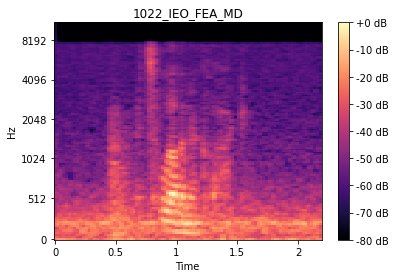 1022_IEO_FEA_MD
Hz
8192
4096
2048
1024
512
0
0
0.5
1
1.5
2
Time
+0 dB
-10 dB
-20 dB
-30 dB
-40 dB
-50 dB
-60 dB
-70 dB
-80 dB